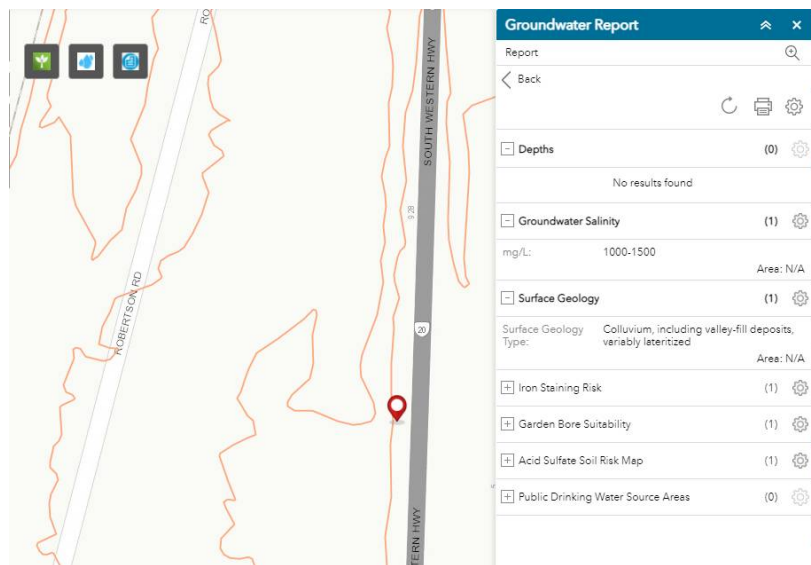 RO
SOUTH WESTERN HWY
S 28
ROBERTSON RD
20
TERN HWY
Groundwater Report
Report
Back
Depths (0)
No results found
Groundwater Salinity (1)
mg/L: 1000-1500
Area: N/A
Surface Geology (1)
Surface Geology Type: Colluvium, including valley-fill deposits, variably lateritized
Area: N/A
Iron Staining Risk (1)
Garden Bore Suitability (1)
Acid Sulfate Soil Risk Map (1)
Public Drinking Water Source Areas (0)